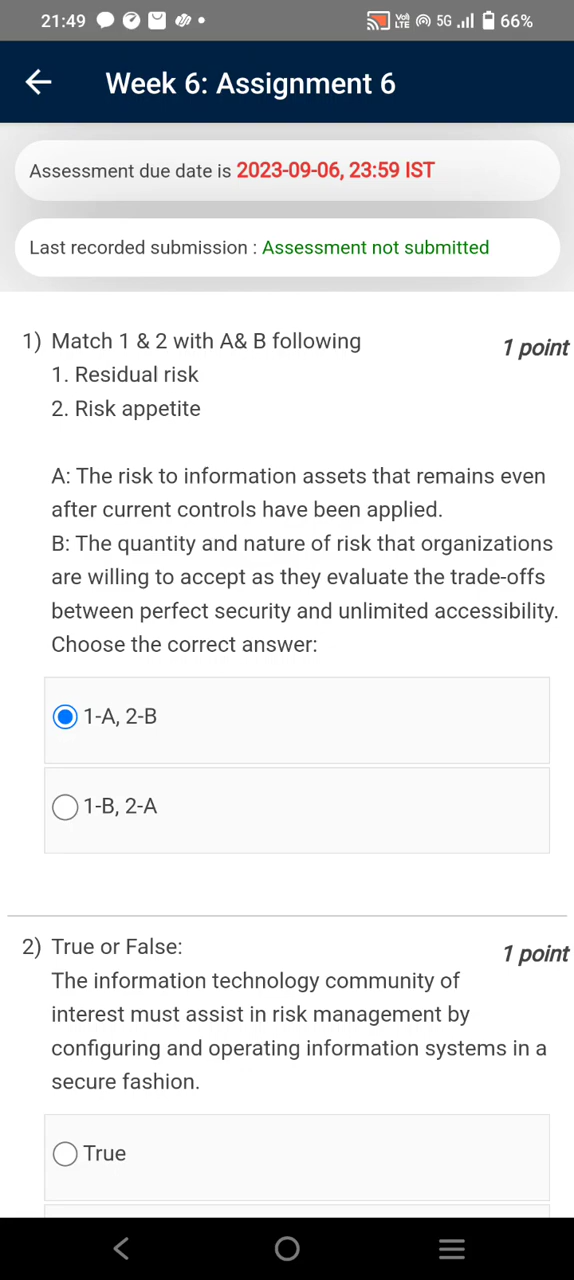 21:49
Vo) LTE 5G 66%
Week 6: Assignment 6
Assessment due date is 2023-09-06, 23:59 IST
Last recorded submission : Assessment not submitted
1) Match 1 & 2 with A& B following
1 point
1. Residual risk
2. Risk appetite
A: The risk to information assets that remains even
after current controls have been applied.
B: The quantity and nature of risk that organizations
are willing to accept as they evaluate the trade-offs
between perfect security and unlimited accessibility.
Choose the correct answer:
1-A, 2-B
1-B, 2-A
2) True or False:
1 point
The information technology community of
interest must assist in risk management by
configuring and operating information systems in a
secure fashion.
True